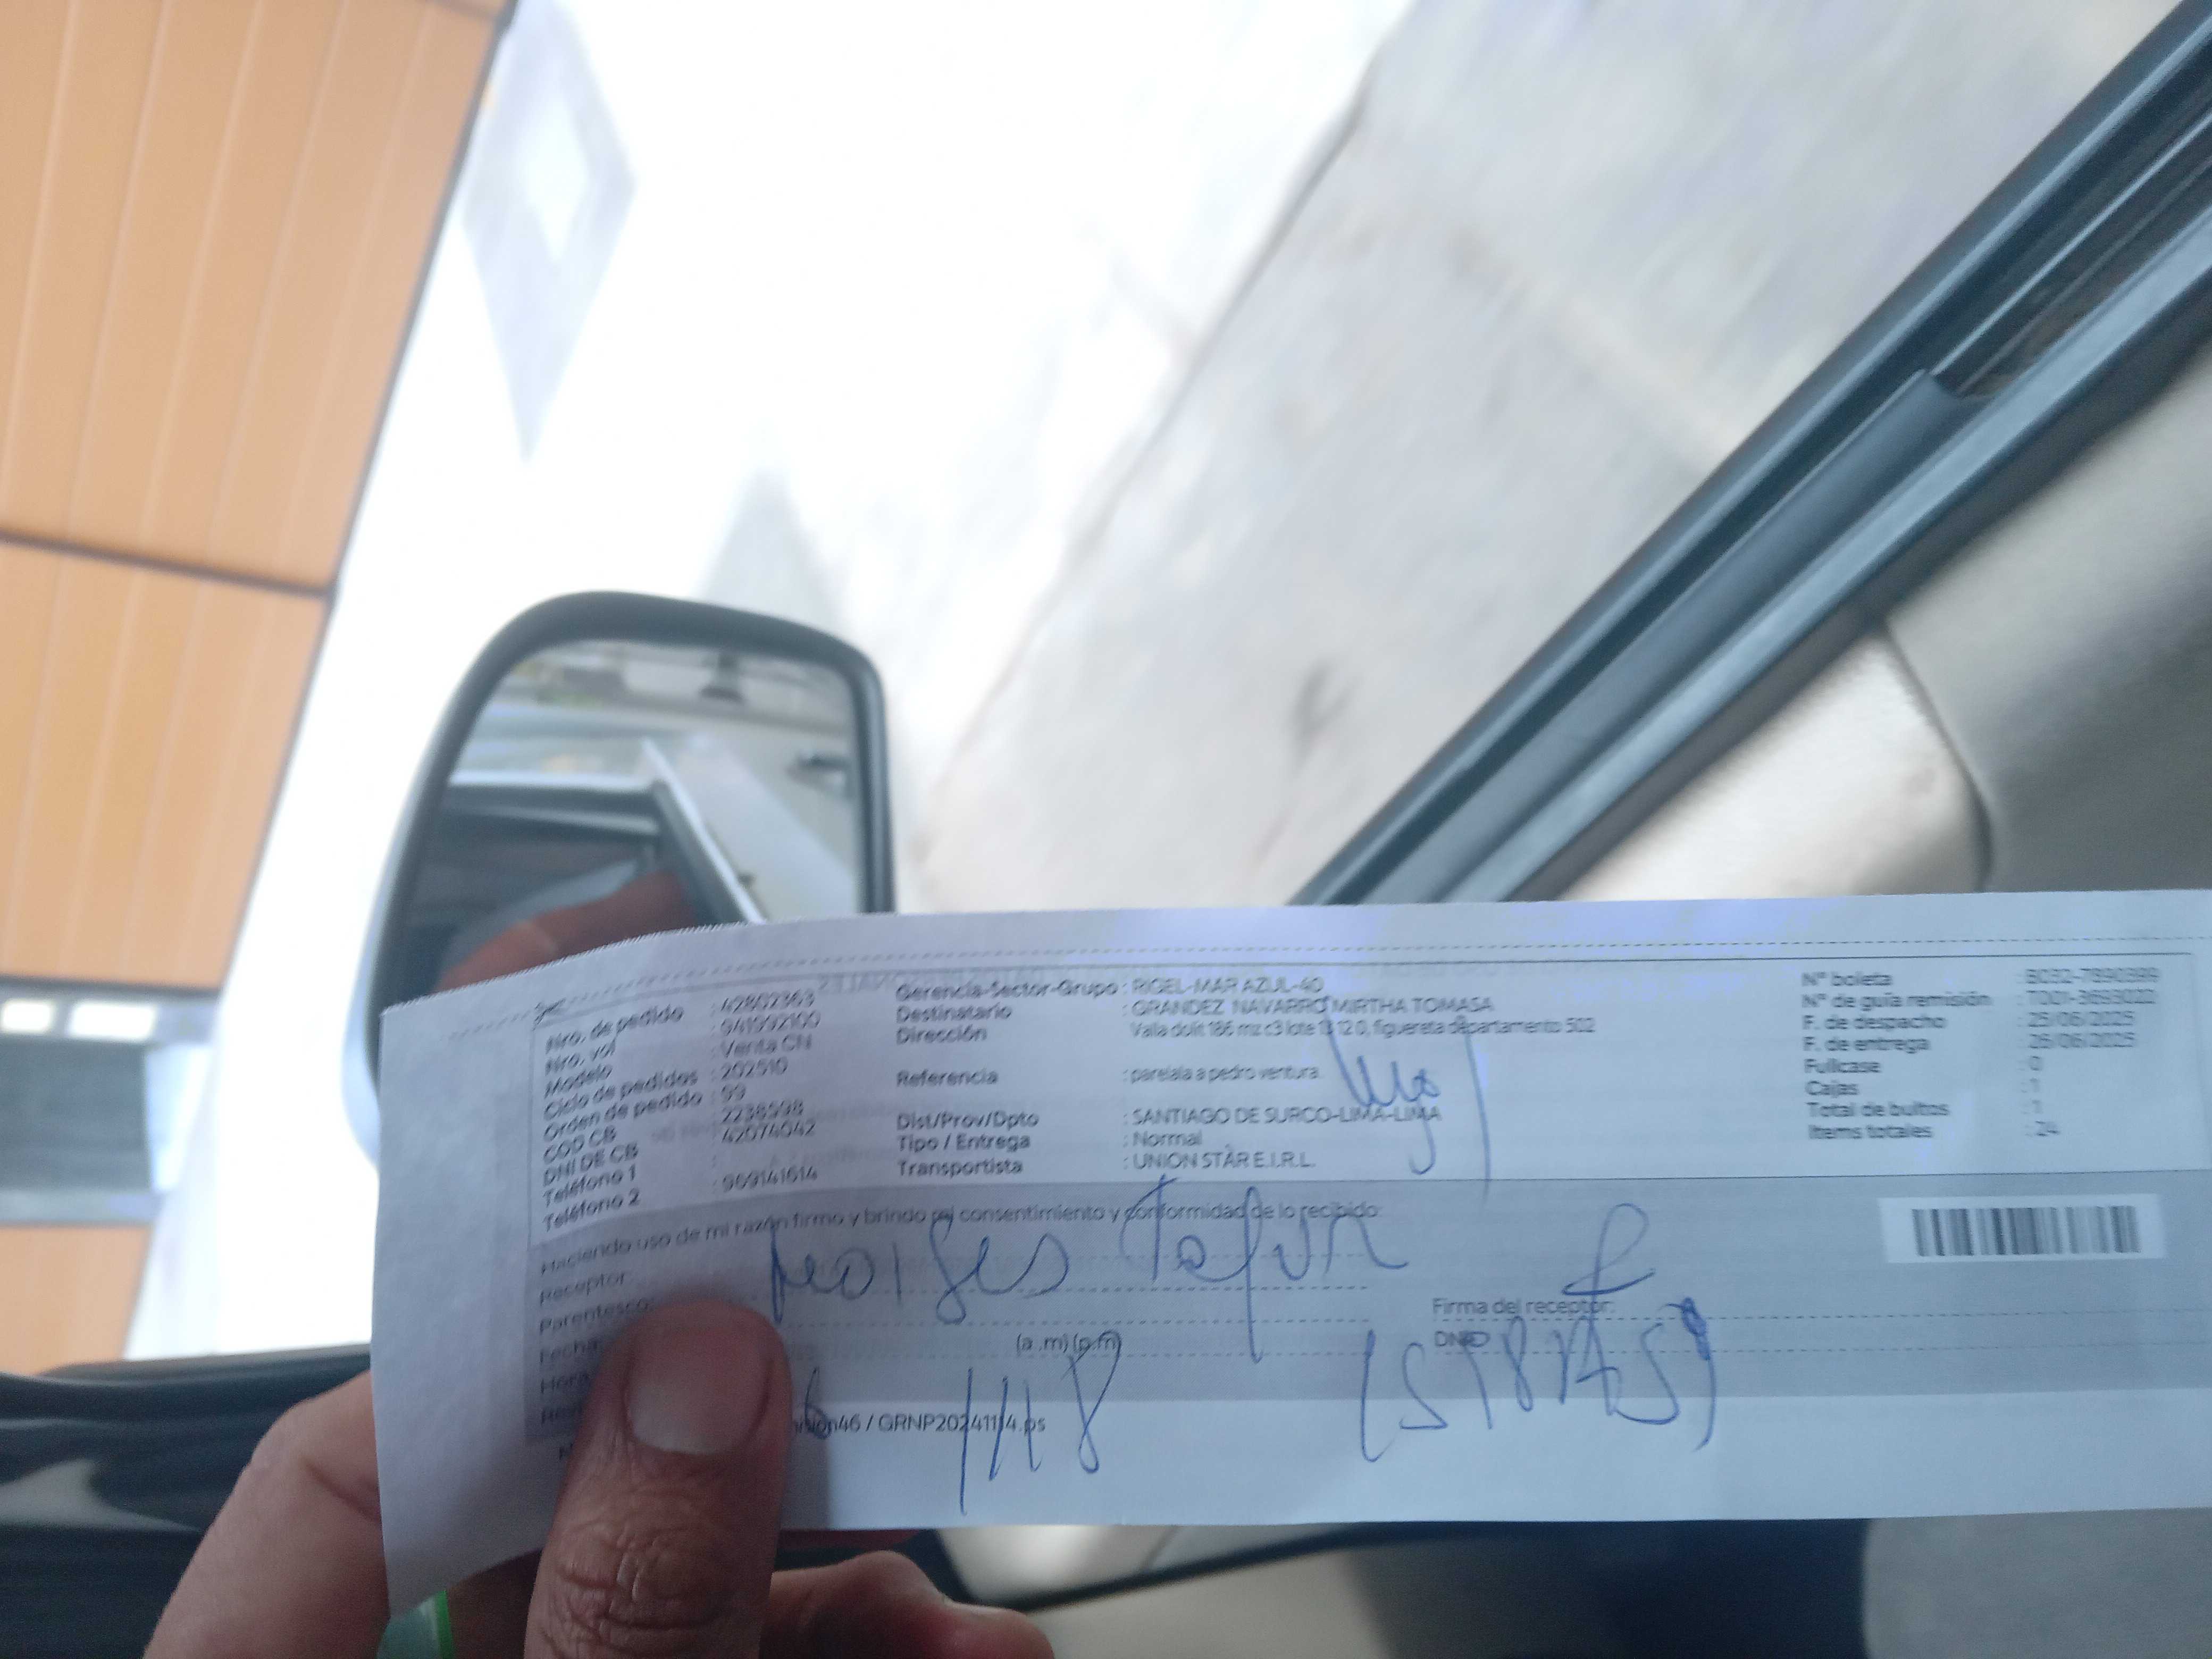 Nro. de pedido : 42802363
Nro. vol : 941992100
Modelo : Venta CN
Ciclo de pedidos : 202510
Orden de pedido : 99
COD CB : 2238598
DNI DE CB : 42074042
Teléfono 1 :
Teléfono 2 : 969141614
Gerencia-Sector-Grupo : RIGEL-MAR AZUL-40
Destinatario : GRANDEZ NAVARRO MIRTHA TOMASA
Dirección Valla dolit 186 mz c3 lote 12 0, figuereta departamento 502
Referencia : parelala a pedro ventura.
Dist/Prov/Dpto : SANTIAGO DE SURCO-LIMA-LIMA
Tipo / Entrega : Normal
Transportista : UNION STAR E.I.R.L.
N° boleta : B032-7890389
N° de guía remisión : T001-3693022
F. de despacho : 25/06/2025
F. de entrega : 26/06/2025
Fullcase : 0
Cajas : 1
Total de bultos : 1
Items totales : 24
Haciendo uso de mi razón firmo y brindo mi consentimiento y conformidad de lo recibido:
Receptor: Moises
Parentesco:
Firma del receptor:
Fecha:
(a.m) (p.m)
DNI
Hora
46 / GRNP20241114.ps